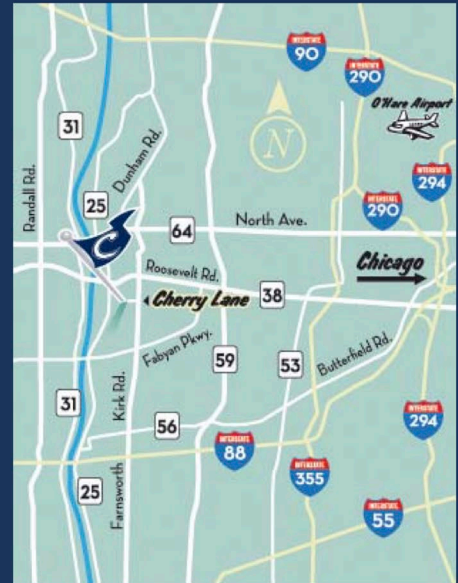 INTERSTATE
90
INTERSTATE
290
O'Hare Airport
31
Dunham Rd.
N
Randall Rd.
25
INTERSTATE
294
INTERSTATE
290
64
North Ave.
C
Roosevelt Rd.
Chicago
Cherry Lane
38
Fabyan Pkwy.
59
53
Butterfield Rd.
31
Kirk Rd.
56
INTERSTATE
88
INTERSTATE
294
INTERSTATE
355
25
Farnsworth
INTERSTATE
55